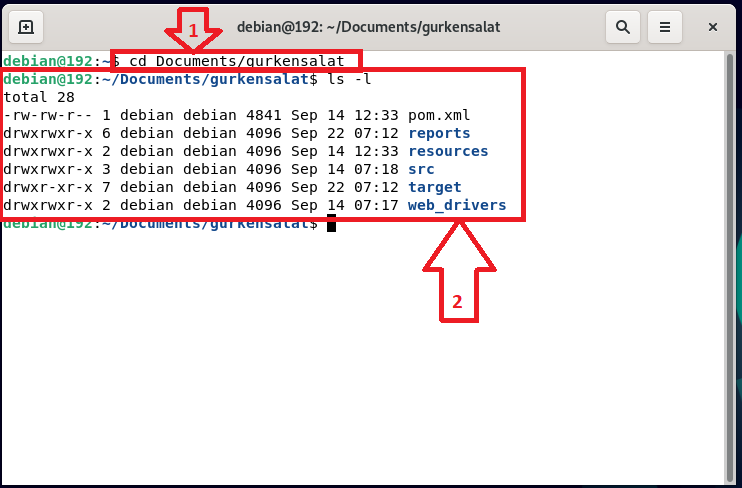 debian@192: ~/Documents/gurkensalat
1
debian@192:~$ cd Documents/gurkensalat
debian@192:~/Documents/gurkensalat$ ls -l
total 28
-rw-rw-r-- 1 debian debian 4841 Sep 14 12:33 pom.xml
drwxrwxr-x 6 debian debian 4096 Sep 22 07:12 reports
drwxrwxr-x 2 debian debian 4096 Sep 14 12:33 resources
drwxrwxr-x 3 debian debian 4096 Sep 14 07:18 src
drwxr-xr-x 7 debian debian 4096 Sep 22 07:12 target
drwxrwxr-x 2 debian debian 4096 Sep 14 07:17 web_drivers
debian@192:~/Documents/gurkensalat$
2